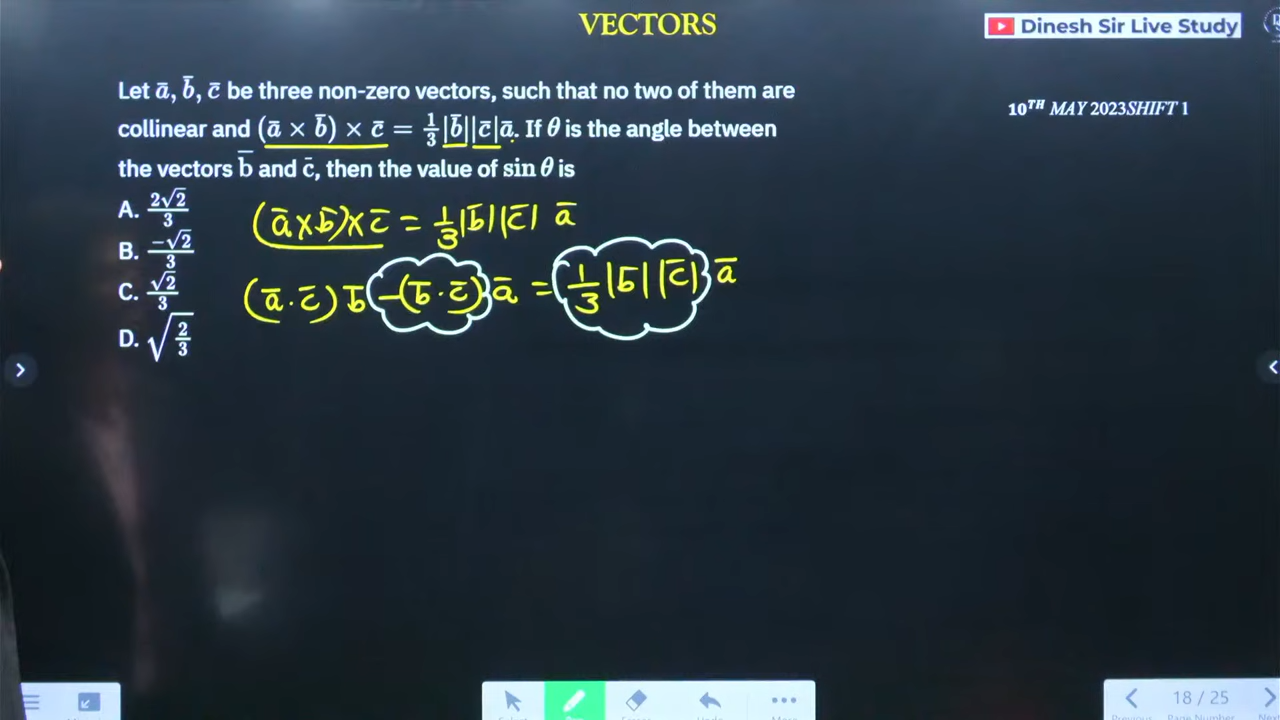 VECTORS
Dinesh Sir Live Study
10ᵀᴴ MAY 2023 SHIFT 1
Let a̅, b̅, c̅ be three non-zero vectors, such that no two of them are
collinear and (a̅ × b̅) × c̅ = 1/3 |b̅||c̅|a̅. If θ is the angle between
the vectors b̅ and c̅, then the value of sin θ is
A. 2√2/3
B. −√2/3
C. √2/3
D. √(2/3)
(a̅×b̅)×c̅ = 1/3 |b̅||c̅| a̅
(a̅·c̅) b̅ −(b̅·c̅) a̅ = 1/3 |b̅||c̅| a̅
18 / 25